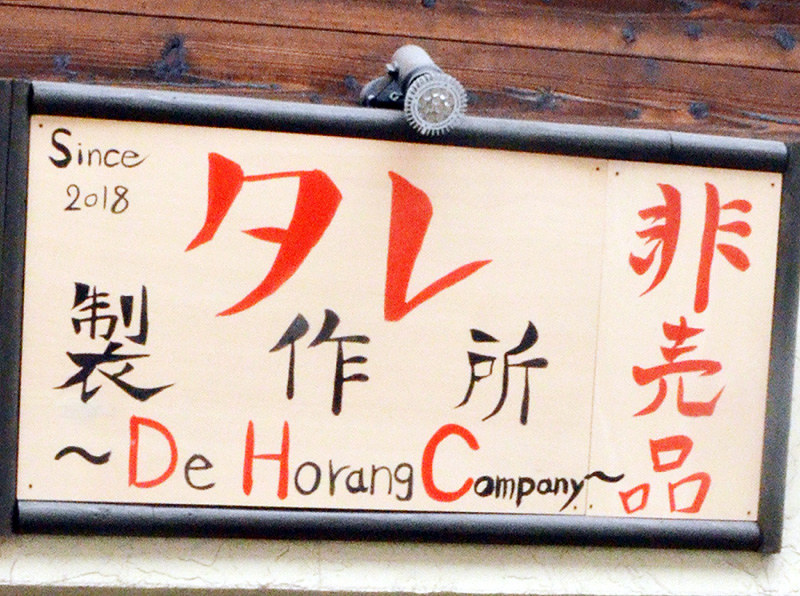 Since
2018
タレ
製作所
～De Horang Company～
非売品